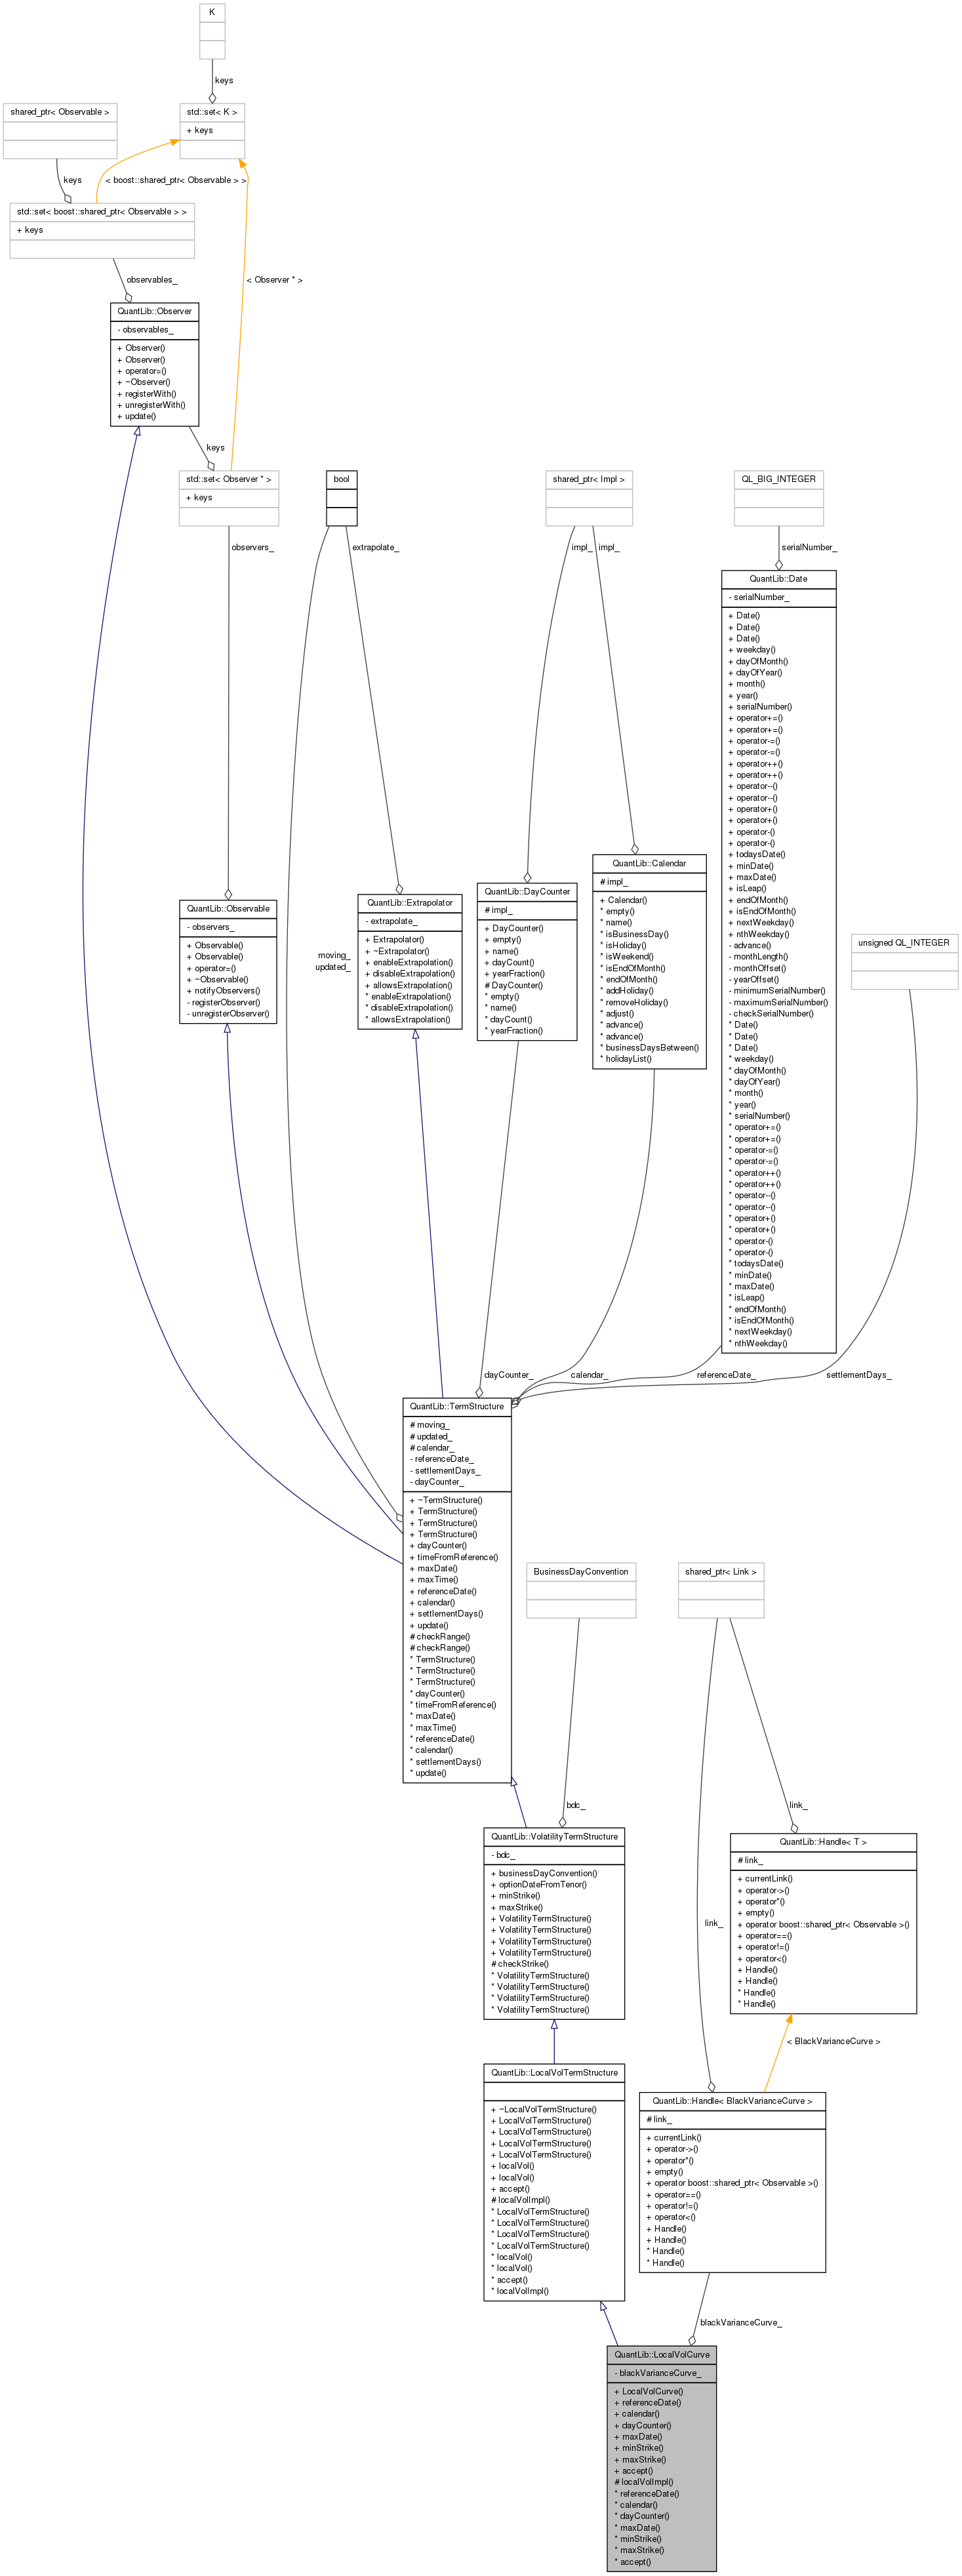 K
keys
shared_ptr< Observable >
std::set< K >
+ keys
keys
< boost::shared_ptr< Observable > >
std::set< boost::shared_ptr< Observable > >
+ keys
observables_
< Observer * >
QuantLib::Observer
- observables_
+ Observer()
+ Observer()
+ operator=()
+ ~Observer()
+ registerWith()
+ unregisterWith()
+ update()
keys
std::set< Observer * >
+ keys
bool
shared_ptr< Impl >
QL_BIG_INTEGER
observers_
extrapolate_
impl_
impl_
serialNumber_
QuantLib::Date
- serialNumber_
+ Date()
+ Date()
+ Date()
+ weekday()
+ dayOfMonth()
+ dayOfYear()
+ month()
+ year()
+ serialNumber()
+ operator+=()
+ operator+=()
+ operator-=()
+ operator-=()
+ operator++()
+ operator++()
+ operator--()
+ operator--()
+ operator+()
+ operator+()
+ operator-()
+ operator-()
+ todaysDate()
+ minDate()
+ maxDate()
+ isLeap()
+ endOfMonth()
+ isEndOfMonth()
+ nextWeekday()
+ nthWeekday()
- advance()
- monthLength()
- monthOffset()
- yearOffset()
- minimumSerialNumber()
- maximumSerialNumber()
- checkSerialNumber()
* Date()
* Date()
* Date()
* weekday()
* dayOfMonth()
* dayOfYear()
* month()
* year()
* serialNumber()
* operator+=()
* operator+=()
* operator-=()
* operator-=()
* operator++()
* operator++()
* operator--()
* operator--()
* operator+()
* operator+()
* operator-()
* operator-()
* todaysDate()
* minDate()
* maxDate()
* isLeap()
* endOfMonth()
* isEndOfMonth()
* nextWeekday()
* nthWeekday()
QuantLib::Calendar
# impl_
+ Calendar()
* empty()
* name()
* isBusinessDay()
* isHoliday()
* isWeekend()
* isEndOfMonth()
* endOfMonth()
* addHoliday()
* removeHoliday()
* adjust()
* advance()
* advance()
* businessDaysBetween()
* holidayList()
QuantLib::DayCounter
# impl_
+ DayCounter()
+ empty()
+ name()
+ dayCount()
+ yearFraction()
# DayCounter()
* empty()
* name()
* dayCount()
* yearFraction()
QuantLib::Extrapolator
- extrapolate_
+ Extrapolator()
+ ~Extrapolator()
+ enableExtrapolation()
+ disableExtrapolation()
+ allowsExtrapolation()
* enableExtrapolation()
* disableExtrapolation()
* allowsExtrapolation()
QuantLib::Observable
- observers_
+ Observable()
+ Observable()
+ operator=()
+ ~Observable()
+ notifyObservers()
- registerObserver()
- unregisterObserver()
moving_
updated_
unsigned QL_INTEGER
dayCounter_
calendar_
referenceDate_
settlementDays_
QuantLib::TermStructure
# moving_
# updated_
# calendar_
- referenceDate_
- settlementDays_
- dayCounter_
+ ~TermStructure()
+ TermStructure()
+ TermStructure()
+ TermStructure()
+ dayCounter()
+ timeFromReference()
+ maxDate()
+ maxTime()
+ referenceDate()
+ calendar()
+ settlementDays()
+ update()
# checkRange()
# checkRange()
* TermStructure()
* TermStructure()
* TermStructure()
* dayCounter()
* timeFromReference()
* maxDate()
* maxTime()
* referenceDate()
* calendar()
* settlementDays()
* update()
BusinessDayConvention
shared_ptr< Link >
bdc_
link_
QuantLib::VolatilityTermStructure
- bdc_
+ businessDayConvention()
+ optionDateFromTenor()
+ minStrike()
+ maxStrike()
+ VolatilityTermStructure()
+ VolatilityTermStructure()
+ VolatilityTermStructure()
+ VolatilityTermStructure()
# checkStrike()
* VolatilityTermStructure()
* VolatilityTermStructure()
* VolatilityTermStructure()
* VolatilityTermStructure()
link_
QuantLib::Handle< T >
# link_
+ currentLink()
+ operator->()
+ operator*()
+ empty()
+ operator boost::shared_ptr< Observable >()
+ operator==()
+ operator!=()
+ operator<()
+ Handle()
+ Handle()
* Handle()
* Handle()
< BlackVarianceCurve >
QuantLib::LocalVolTermStructure
+ ~LocalVolTermStructure()
+ LocalVolTermStructure()
+ LocalVolTermStructure()
+ LocalVolTermStructure()
+ LocalVolTermStructure()
+ localVol()
+ localVol()
+ accept()
# localVolImpl()
* LocalVolTermStructure()
* LocalVolTermStructure()
* LocalVolTermStructure()
* LocalVolTermStructure()
* localVol()
* localVol()
* accept()
* localVolImpl()
QuantLib::Handle< BlackVarianceCurve >
# link_
+ currentLink()
+ operator->()
+ operator*()
+ empty()
+ operator boost::shared_ptr< Observable >()
+ operator==()
+ operator!=()
+ operator<()
+ Handle()
+ Handle()
* Handle()
* Handle()
blackVarianceCurve_
QuantLib::LocalVolCurve
- blackVarianceCurve_
+ LocalVolCurve()
+ referenceDate()
+ calendar()
+ dayCounter()
+ maxDate()
+ minStrike()
+ maxStrike()
+ accept()
# localVolImpl()
* referenceDate()
* calendar()
* dayCounter()
* maxDate()
* minStrike()
* maxStrike()
* accept()